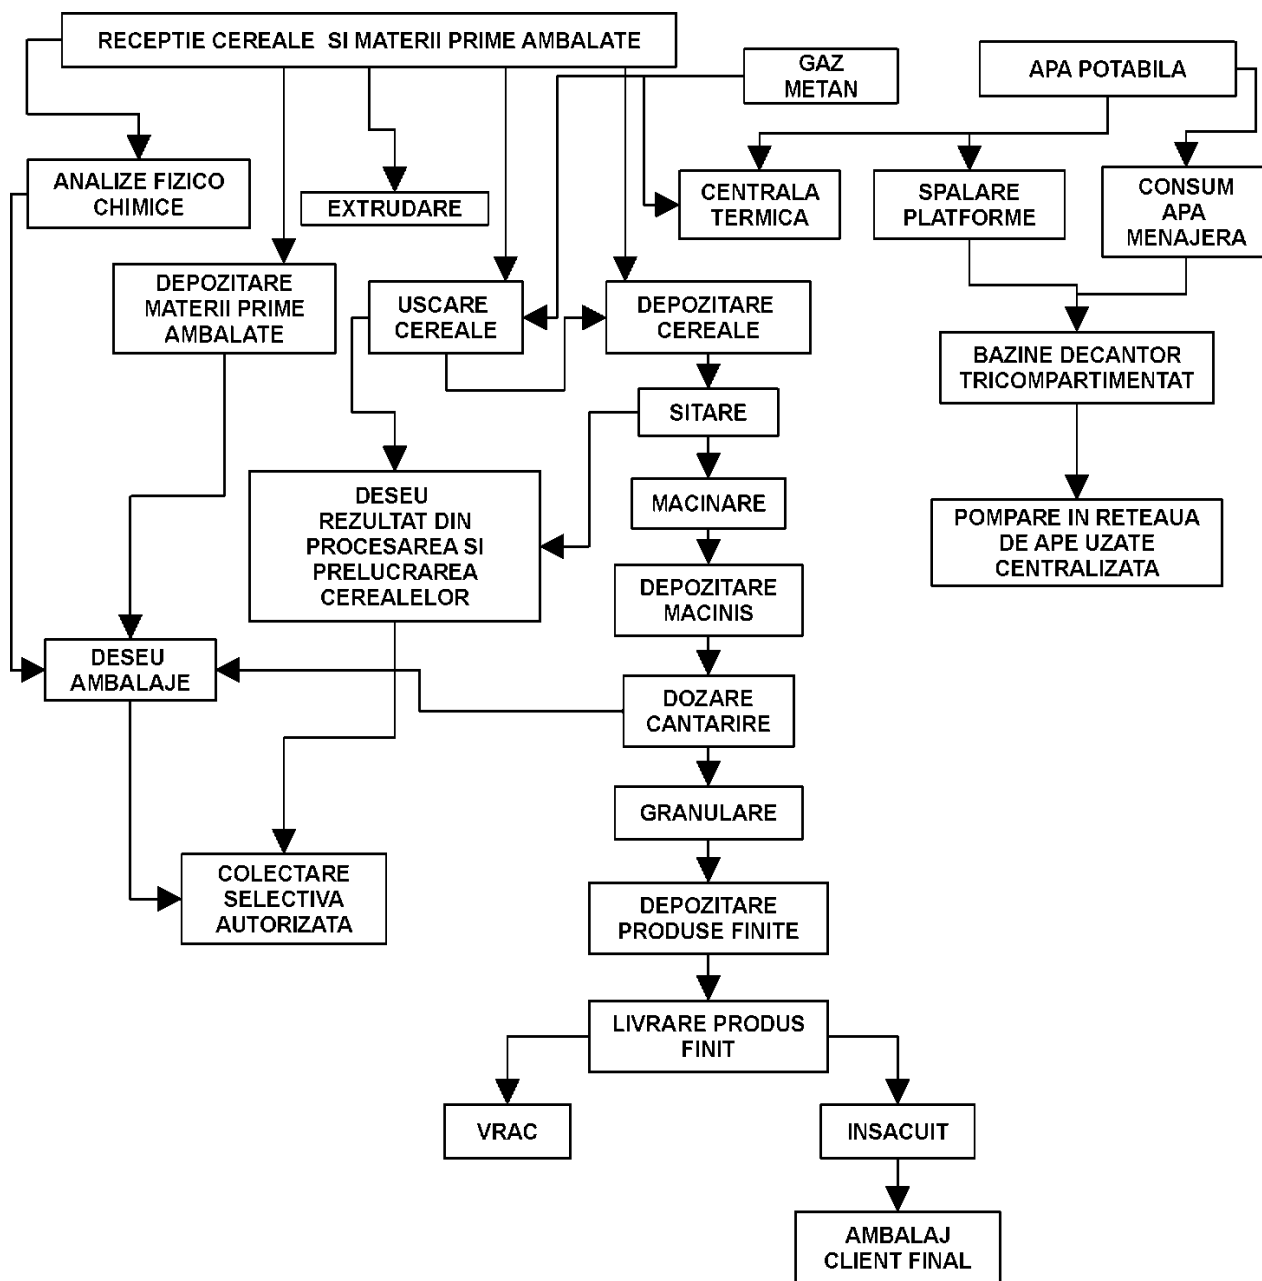 RECEPTIE CEREALE SI MATERII PRIME AMBALATE
GAZ
METAN
APA POTABILA
ANALIZE FIZICO
CHIMICE
EXTRUDARE
CENTRALA
TERMICA
SPALARE
PLATFORME
CONSUM
APA
MENAJERA
DEPOZITARE
MATERII PRIME
AMBALATE
USCARE
CEREALE
DEPOZITARE
CEREALE
BAZINE DECANTOR
TRICOMPARTIMENTAT
SITARE
DESEU
REZULTAT DIN
PROCESAREA SI
PRELUCRAREA
CEREALELOR
MACINARE
POMPARE IN RETEAUA
DE APE UZATE
CENTRALIZATA
DEPOZITARE
MACINIS
DESEU
AMBALAJE
DOZARE
CANTARIRE
GRANULARE
COLECTARE
SELECTIVA
AUTORIZATA
DEPOZITARE
PRODUSE FINITE
LIVRARE PRODUS
FINIT
VRAC
INSACUIT
AMBALAJ
CLIENT FINAL